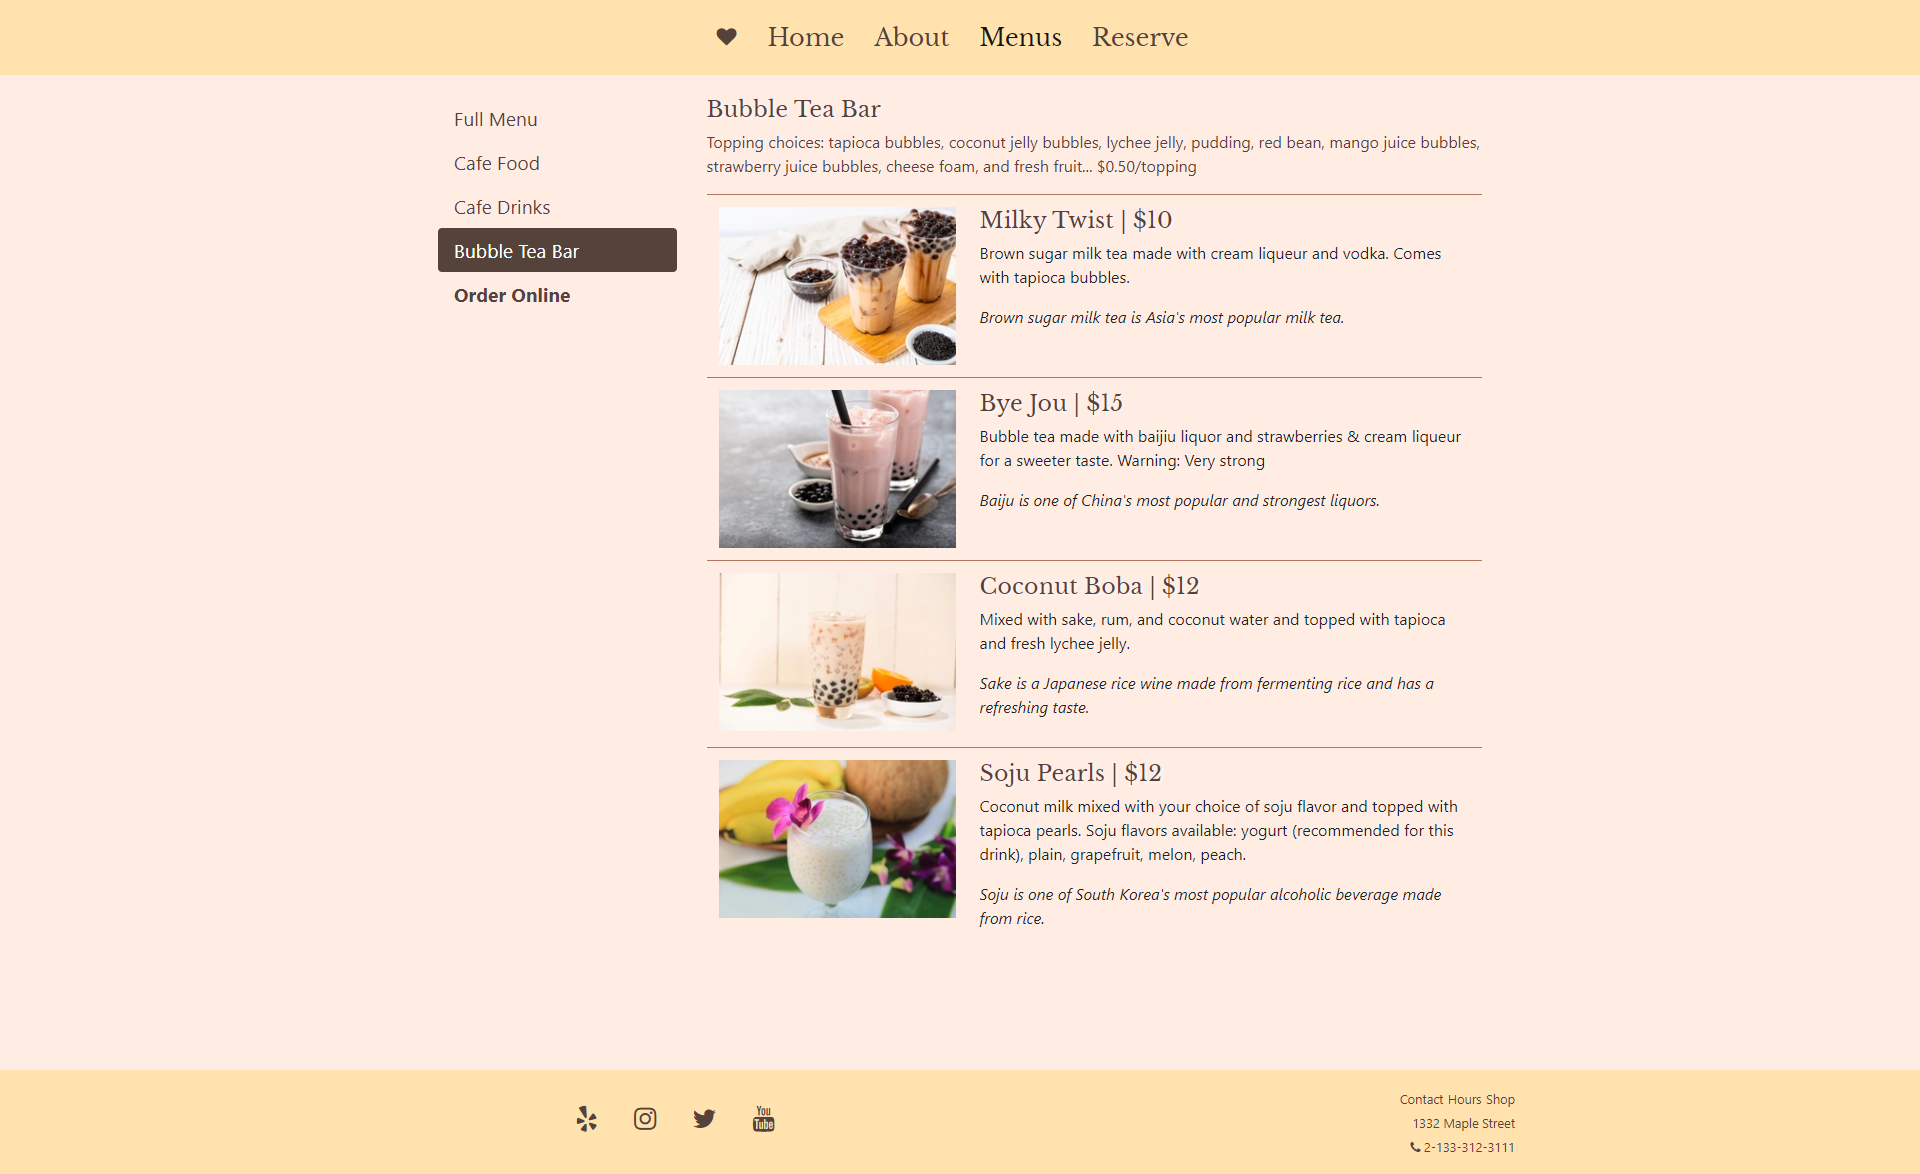 Home About Menus Reserve
Full Menu
Cafe Food
Cafe Drinks
Bubble Tea Bar
Order Online
Bubble Tea Bar
Topping choices: tapioca bubbles, coconut jelly bubbles, lychee jelly, pudding, red bean, mango juice bubbles,
strawberry juice bubbles, cheese foam, and fresh fruit... $0.50/topping
Milky Twist | $10
Brown sugar milk tea made with cream liqueur and vodka. Comes
with tapioca bubbles.
Brown sugar milk tea is Asia's most popular milk tea.
Bye Jou | $15
Bubble tea made with baijiu liquor and strawberries & cream liqueur
for a sweeter taste. Warning: Very strong
Baiju is one of China's most popular and strongest liquors.
Coconut Boba | $12
Mixed with sake, rum, and coconut water and topped with tapioca
and fresh lychee jelly.
Sake is a Japanese rice wine made from fermenting rice and has a
refreshing taste.
Soju Pearls | $12
Coconut milk mixed with your choice of soju flavor and topped with
tapioca pearls. Soju flavors available: yogurt (recommended for this
drink), plain, grapefruit, melon, peach.
Soju is one of South Korea's most popular alcoholic beverage made
from rice.
You
Tube
Contact Hours Shop
1332 Maple Street
2-133-312-3111